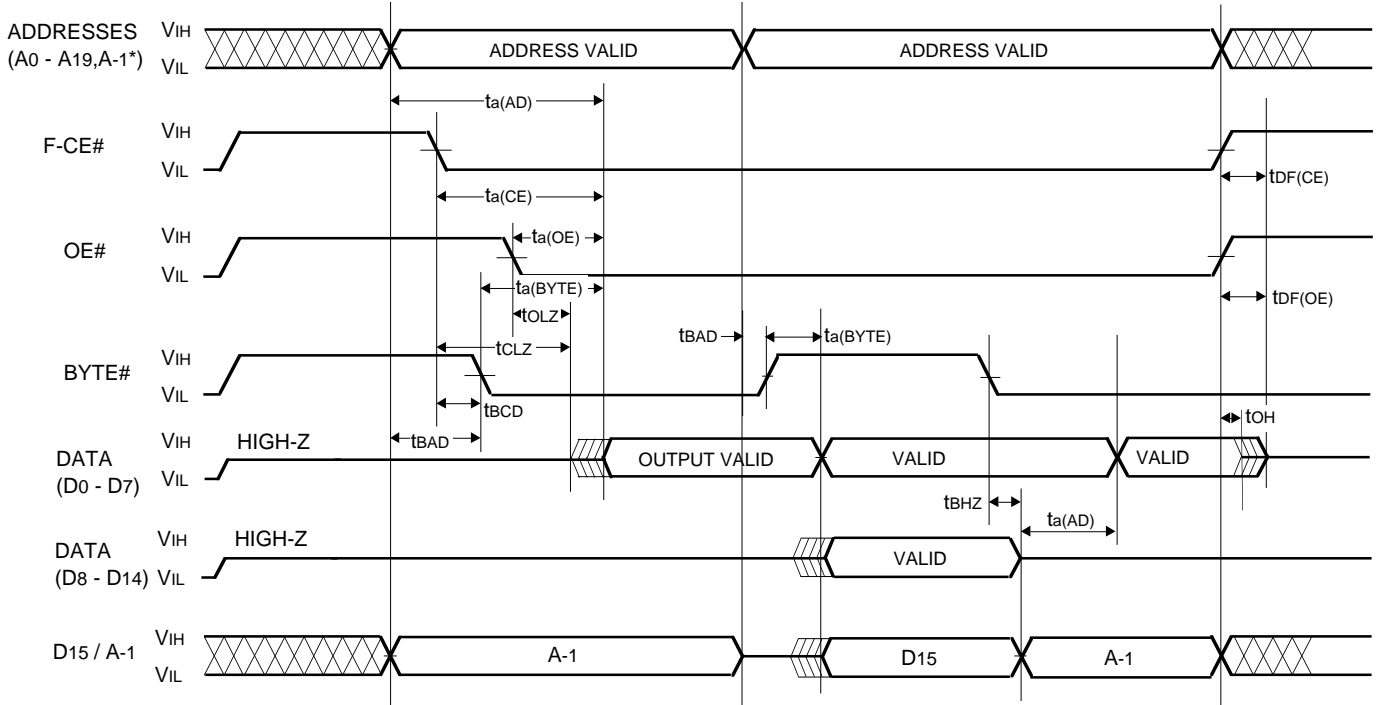 ADDRESSES
(A0 - A19,A-1*)
VIH
VIL
ADDRESS VALID
ADDRESS VALID
ta(AD)
F-CE#
VIH
VIL
ta(CE)
tDF(CE)
OE#
VIH
VIL
ta(OE)
ta(BYTE)
tOLZ
tDF(OE)
BYTE#
VIH
VIL
tCLZ
tBCD
tBAD
tBAD
ta(BYTE)
tOH
DATA
(D0 - D7)
VIH
VIL
HIGH-Z
OUTPUT VALID
VALID
VALID
tBHZ
ta(AD)
DATA
(D8 - D14)
VIH
VIL
HIGH-Z
VALID
D15 / A-1
VIH
VIL
A-1
D15
A-1